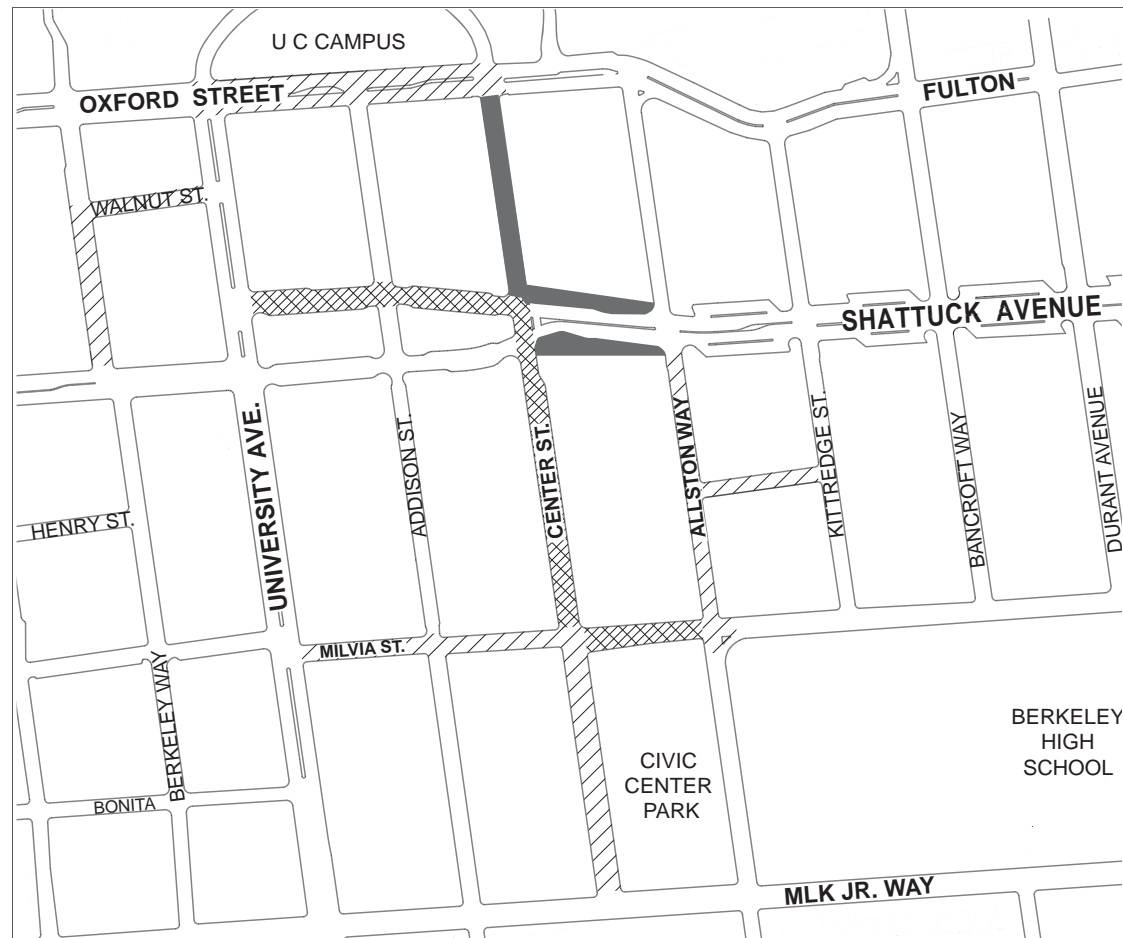 U C CAMPUS
OXFORD STREET
FULTON
WALNUT ST.
SHATTUCK AVENUE
UNIVERSITY AVE.
ADDISON ST.
CENTER ST.
ALLSTON WAY
KITTREDGE ST.
BANCROFT WAY
DURANT AVENUE
HENRY ST.
MILVIA ST.
BERKELEY WAY
BONITA
CIVIC
CENTER
PARK
BERKELEY
HIGH
SCHOOL
MLK JR. WAY